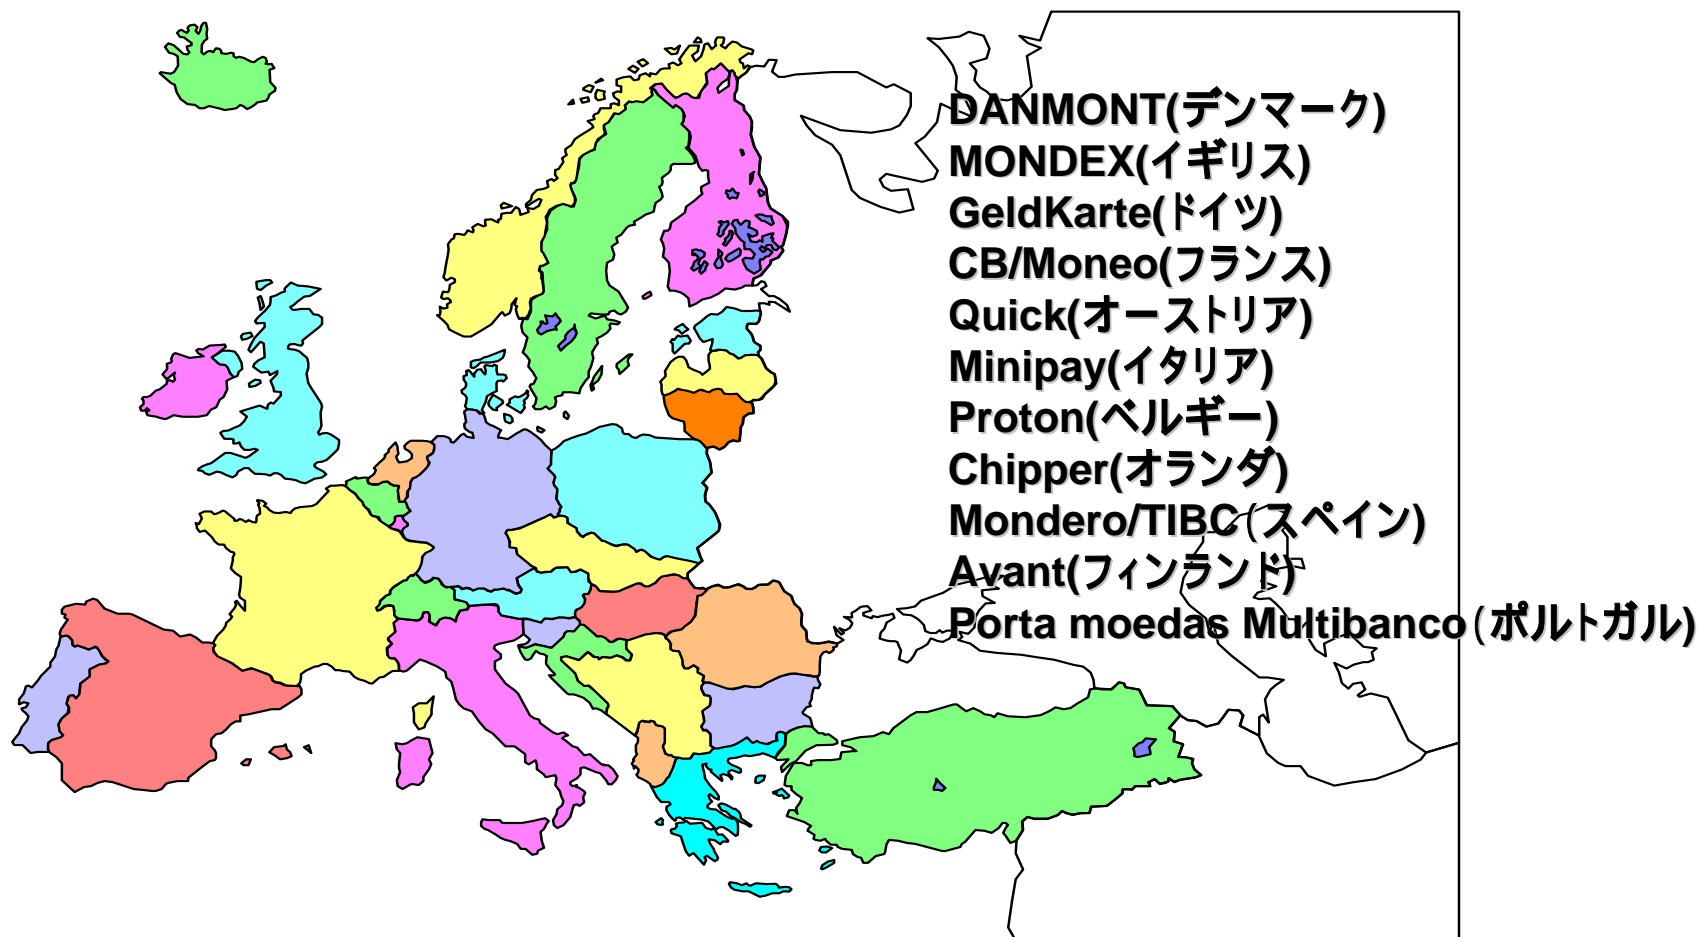 DANMONT(デンマーク)
MONDEX(イギリス)
GeldKarte(ドイツ)
CB/Moneo(フランス)
Quick(オーストリア)
Minipay(イタリア)
Proton(ベルギー)
Chipper(オランダ)
Mondero/TIBC(スペイン)
Avant(フィンランド)
Porta moedas Multibanco(ポルトガル)